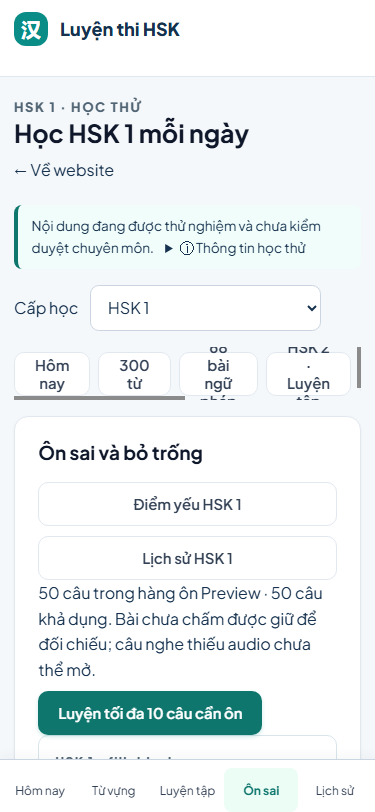 汉 Luyện thi HSK
HSK 1 · HỌC THỬ
Học HSK 1 mỗi ngày
← Về website
Nội dung đang được thử nghiệm và chưa kiểm
duyệt chuyên môn. ▶ ⓘ Thông tin học thử
Cấp học HSK 1
Hôm nay
300 từ
bài ngữ
HSK 2 · Luyện
Ôn sai và bỏ trống
Điểm yếu HSK 1
Lịch sử HSK 1
50 câu trong hàng ôn Preview · 50 câu
khả dụng. Bài chưa chấm được giữ để
đối chiếu; câu nghe thiếu audio chưa
thể mở.
Luyện tối đa 10 câu cần ôn
Hôm nay Từ vựng Luyện tập Ôn sai Lịch sử